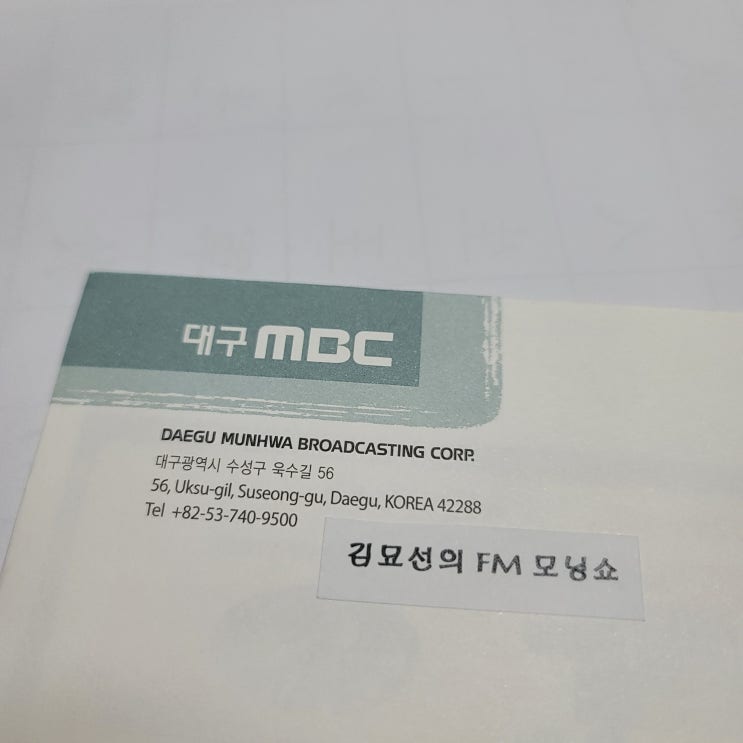 대구 MBC
DAEGU MUNHWA BROADCASTING CORP.
대구광역시 수성구 욱수길 56
56, Uksu-gil, Suseong-gu, Daegu, KOREA 42288
Tel +82-53-740-9500
김묘선의 FM 모닝쇼